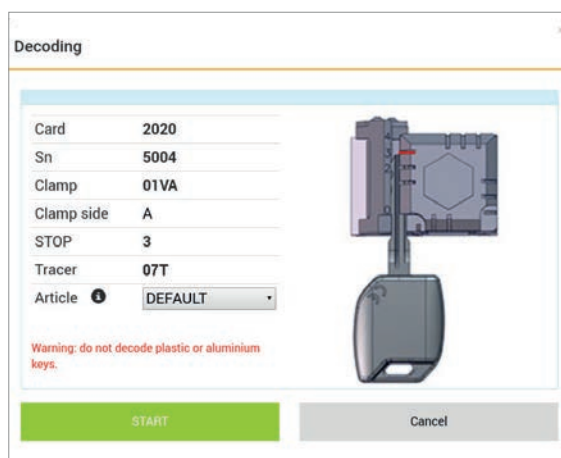 Decoding
Card 2020
Sn 5004
Clamp 01VA
Clamp side A
STOP 3
Tracer 07T
Article DEFAULT
Warning: do not decode plastic or aluminium
keys.
START
Cancel